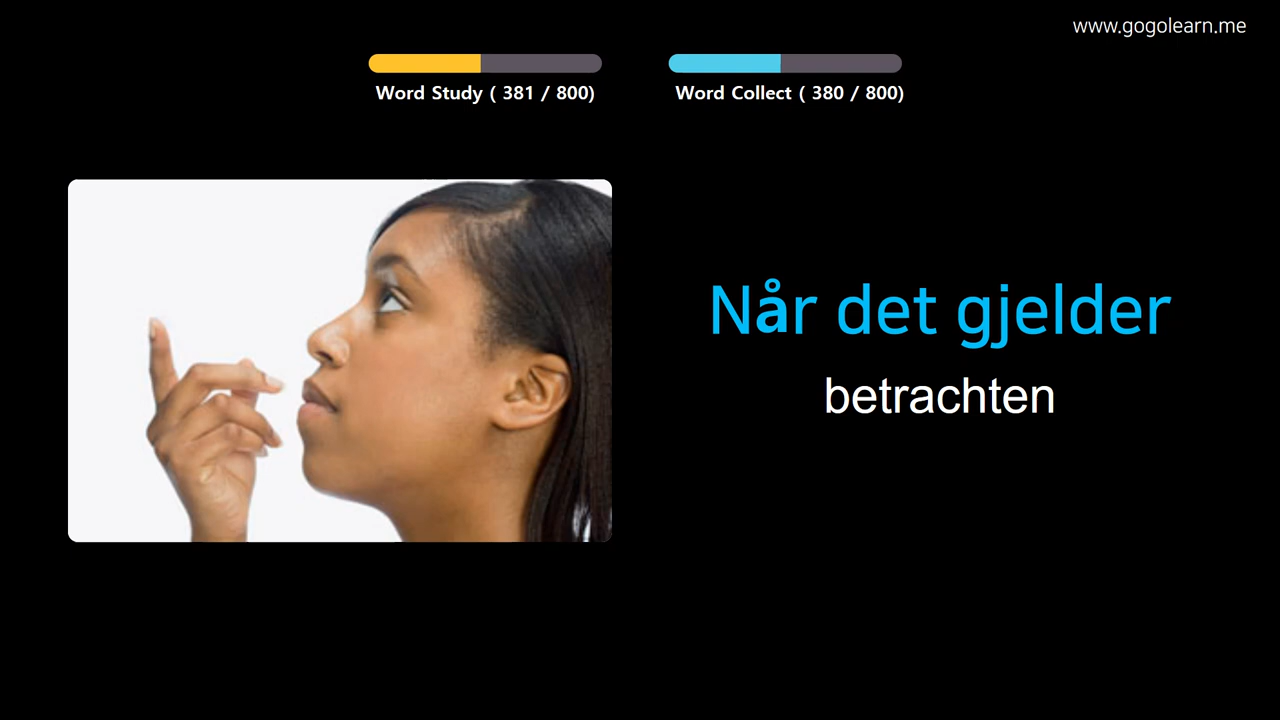 www.gogolearn.me
Word Study ( 381 / 800)
Word Collect ( 380 / 800)
Når det gjelder
betrachten